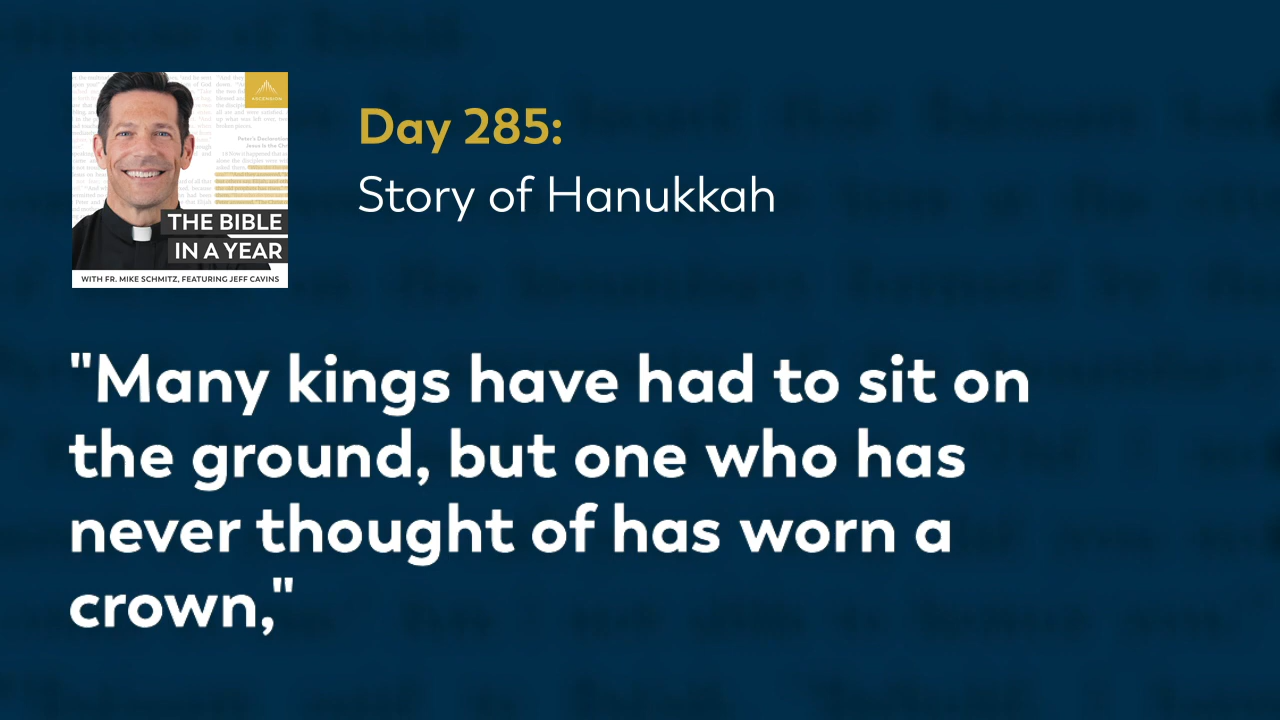 ASCENSION
THE BIBLE
IN A YEAR
WITH FR. MIKE SCHMITZ, FEATURING JEFF CAVINS
Day 285:
Story of Hanukkah
"Many kings have had to sit on
the ground, but one who has
never thought of has worn a
crown,"